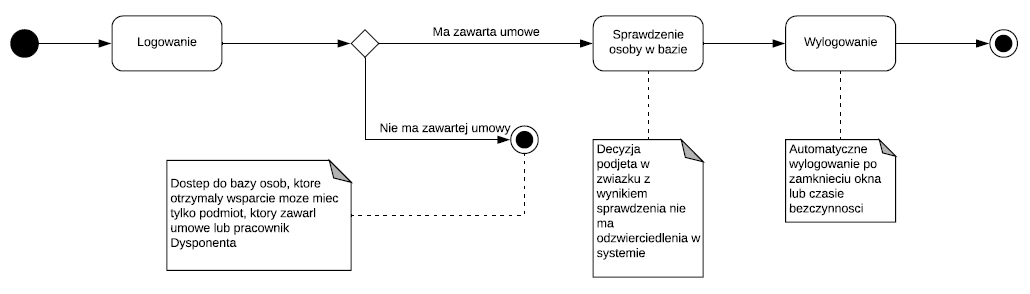 Logowanie
Ma zawarta umowe
Sprawdzenie
osoby w bazie
Wylogowanie
Nie ma zawartej umowy
Dostep do bazy osob, ktore
otrzymaly wsparcie moze miec
tylko podmiot, ktory zawarl
umowe lub pracownik
Dysponenta
Decyzja
podjeta w
zwiazku z
wynikiem
sprawdzenia nie
ma
odzwierciedlenia w
systemie
Automatyczne
wylogowanie po
zamknieciu okna
lub czasie
bezczynnosci